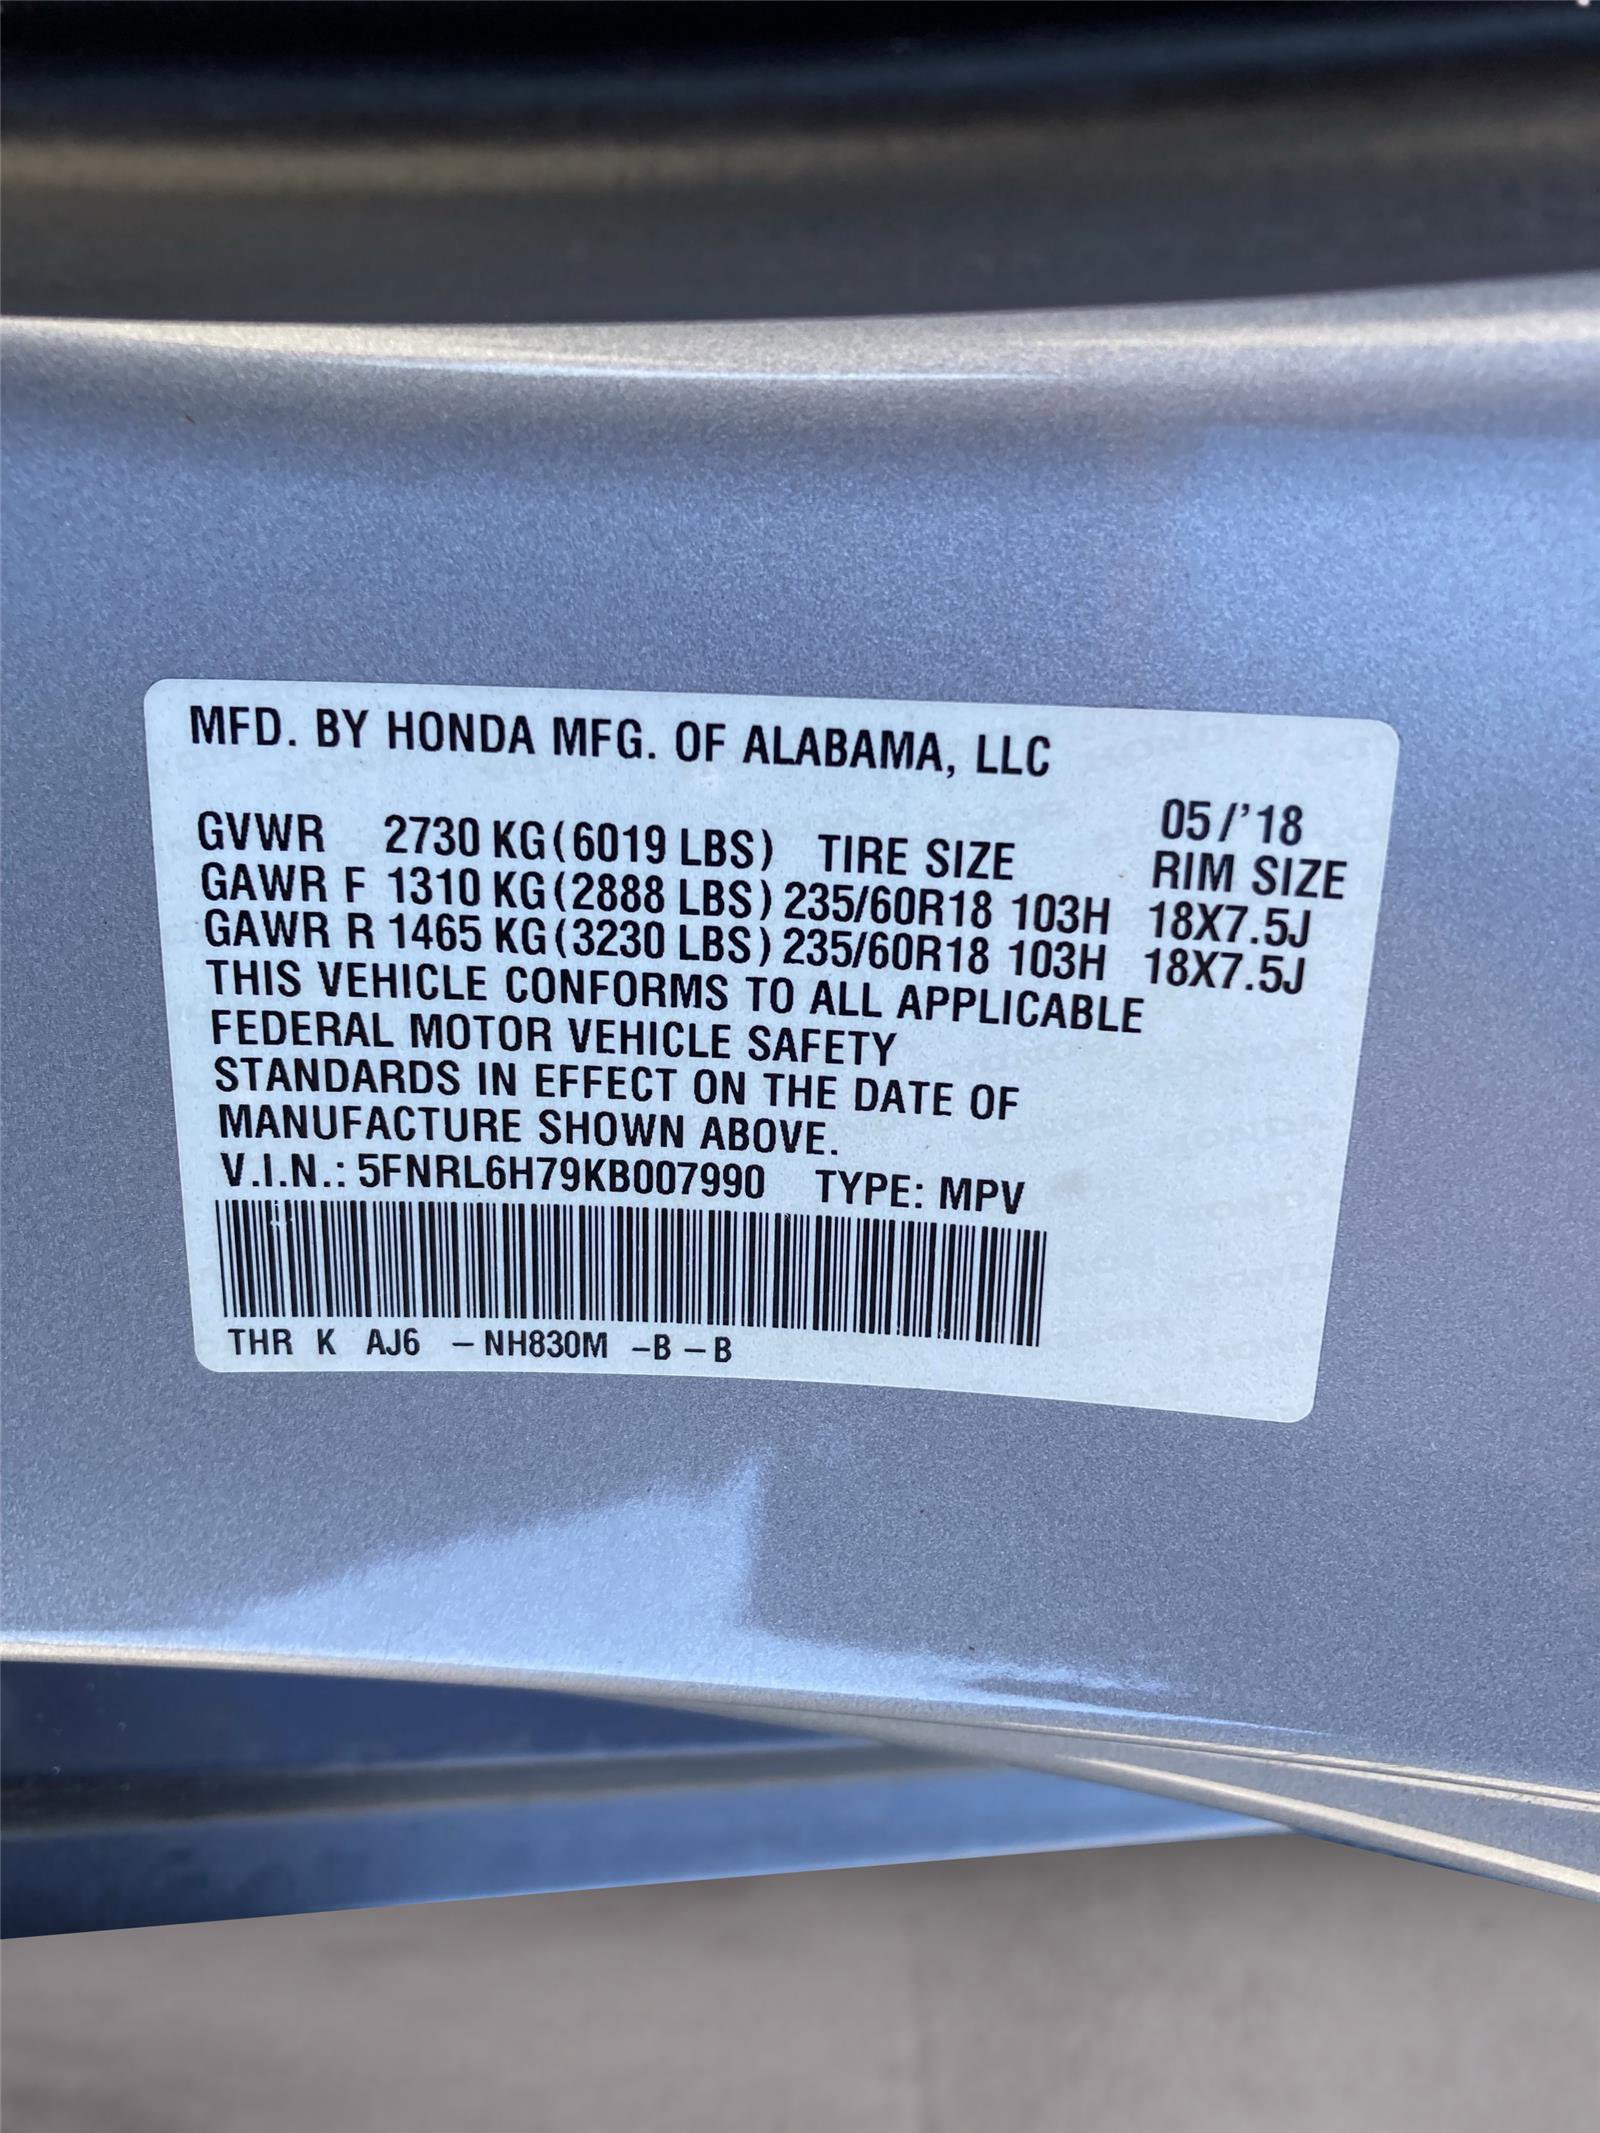 MFD. BY HONDA MFG. OF ALABAMA, LLC
05/'18
GVWR 2730 KG (6019 LBS) TIRE SIZE RIM SIZE
GAWR F 1310 KG (2888 LBS) 235/60R18 103H 18X7.5J
GAWR R 1465 KG (3230 LBS) 235/60R18 103H 18X7.5J
THIS VEHICLE CONFORMS TO ALL APPLICABLE
FEDERAL MOTOR VEHICLE SAFETY
STANDARDS IN EFFECT ON THE DATE OF
MANUFACTURE SHOWN ABOVE.
V.I.N.: 5FNRL6H79KB007990 TYPE: MPV
THR K AJ6 – NH830M –B – B